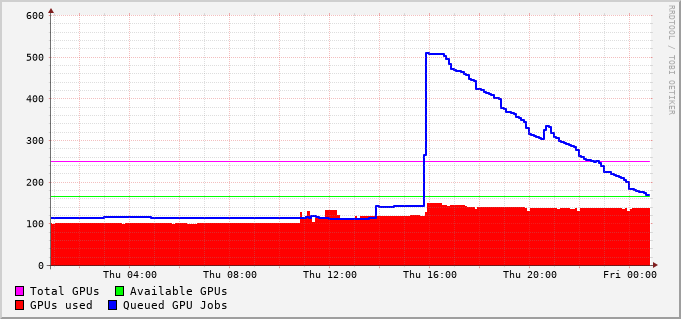 600
500
400
300
200
100
0
Thu 04:00 Thu 08:00 Thu 12:00 Thu 16:00 Thu 20:00 Fri 00:00
Total GPUs Available GPUs
GPUs used Queued GPU Jobs
RRDTOOL / TOBI OETIKER